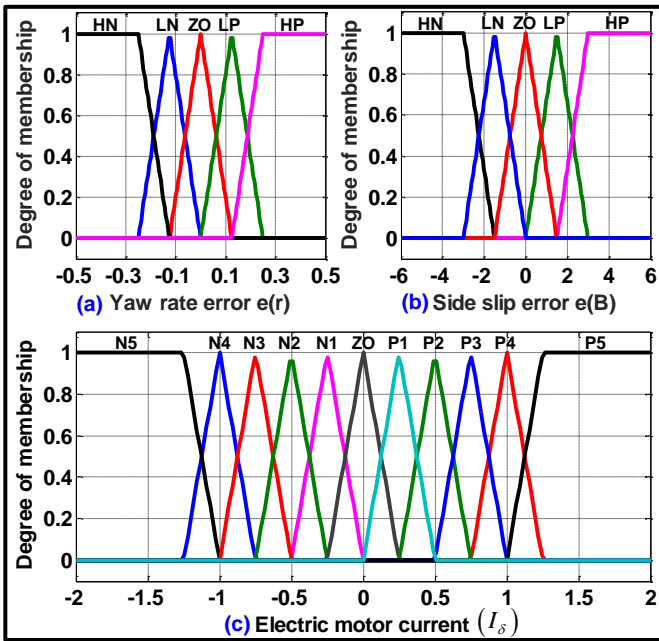 HN LN ZO LP HP
Degree of membership
1
0.8
0.6
0.4
0.2
0
-0.5 -0.3 -0.1 0.1 0.3 0.5
(a) Yaw rate error e(r)
HN LN ZO LP HP
Degree of membership
1
0.8
0.6
0.4
0.2
0
-6 -4 -2 0 2 4 6
(b) Side slip error e(B)
N5 N4 N3 N2 N1 ZO P1 P2 P3 P4 P5
Degree of membership
1
0.8
0.6
0.4
0.2
0
-2 -1.5 -1 -0.5 0 0.5 1 1.5 2
(c) Electric motor current (I_δ)